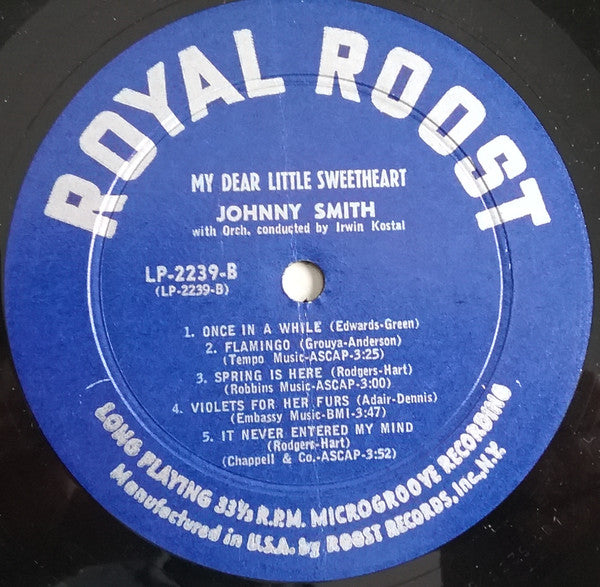 ROYAL ROOST
MY DEAR LITTLE SWEETHEART
JOHNNY SMITH
with Orch. conducted by Irwin Kostal
LP-2239-B
(LP-2239-B)
1. ONCE IN A WHILE (Edwards-Green)
2. FLAMINGO (Grouya-Anderson)
(Tempo Music-ASCAP-3:25)
3. SPRING IS HERE (Rodgers-Hart)
(Robbins Music-ASCAP-3:00)
4. VIOLETS FOR HER FURS (Adair-Dennis)
(Embassy Music-BMI-3:47)
5. IT NEVER ENTERED MY MIND
(Rodgers-Hart)
(Chappell & Co.-ASCAP-3:52)
LONG PLAYING 33⅓ R.P.M. MICROGROOVE RECORDING
Manufactured in U.S.A. by ROOST RECORDS, Inc., N.Y.